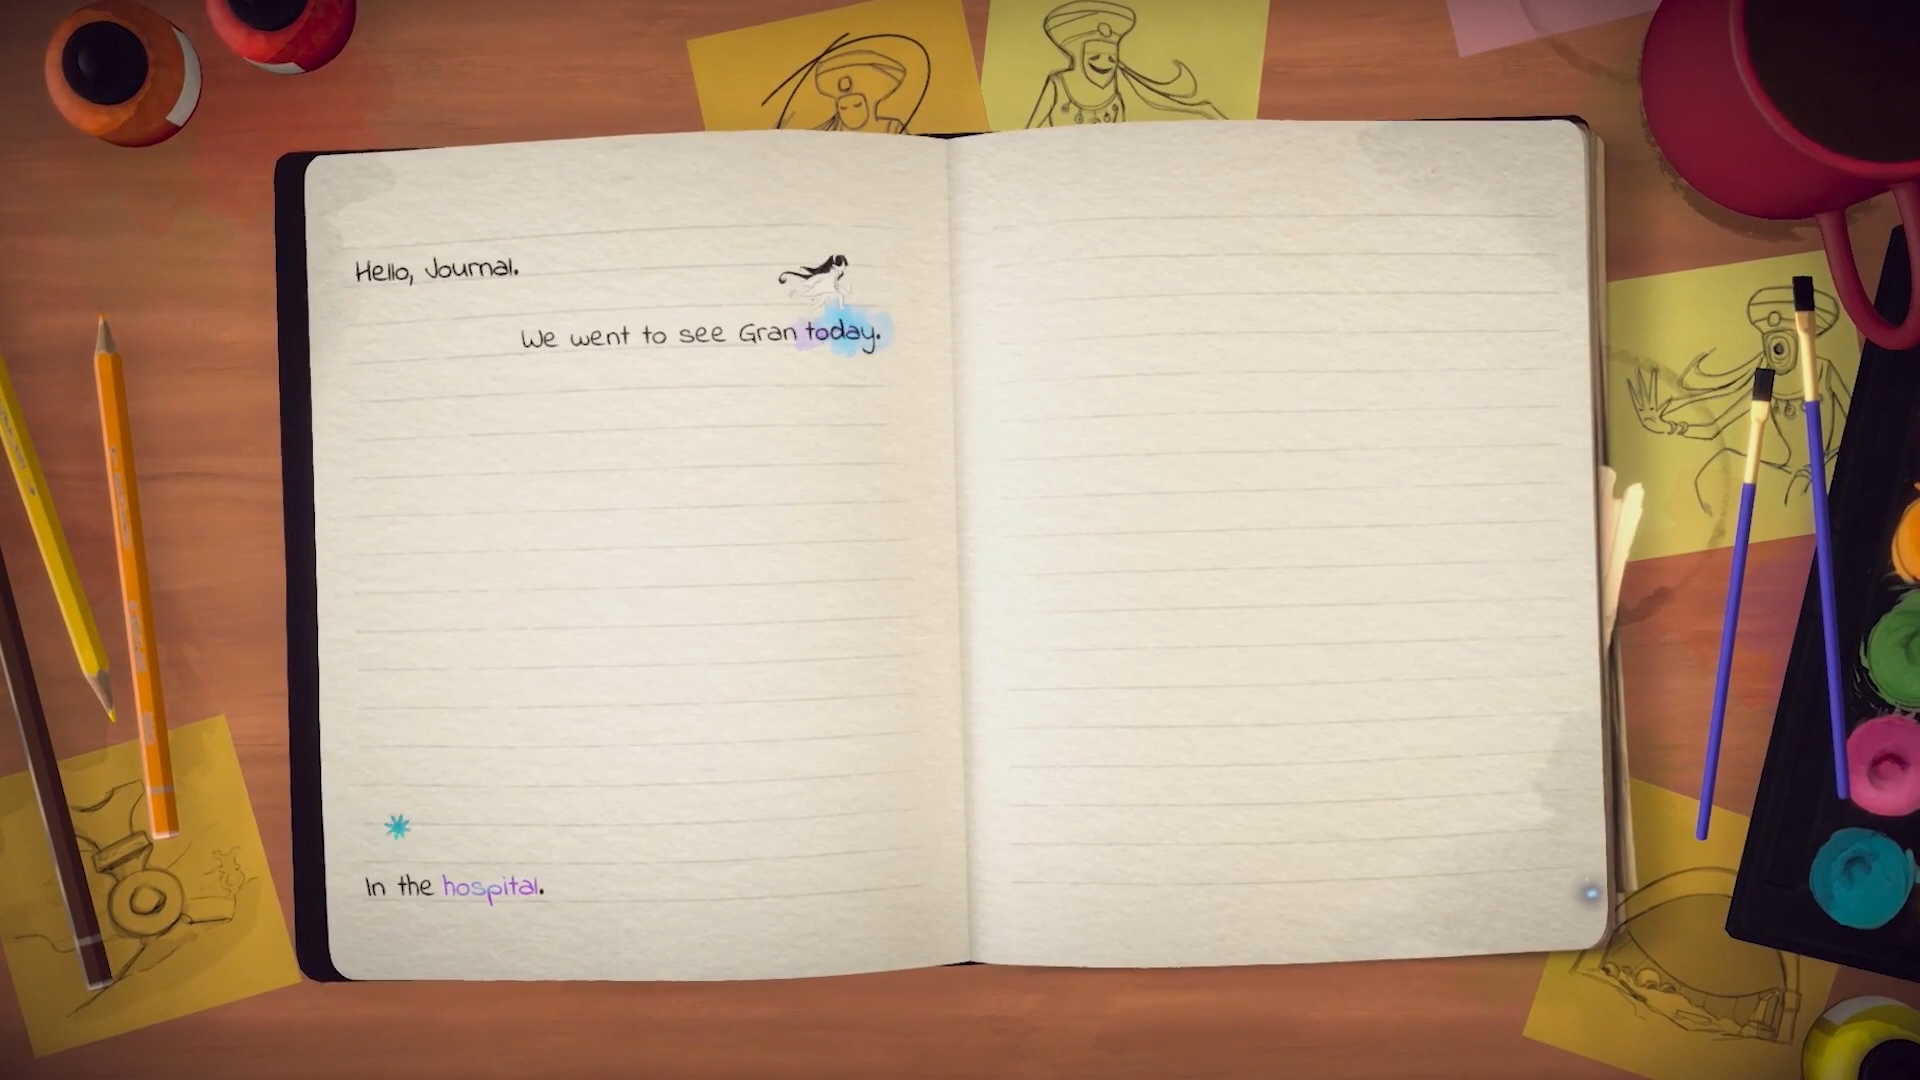 Hello, Journal.
We went to see Gran today.
In the hospital.